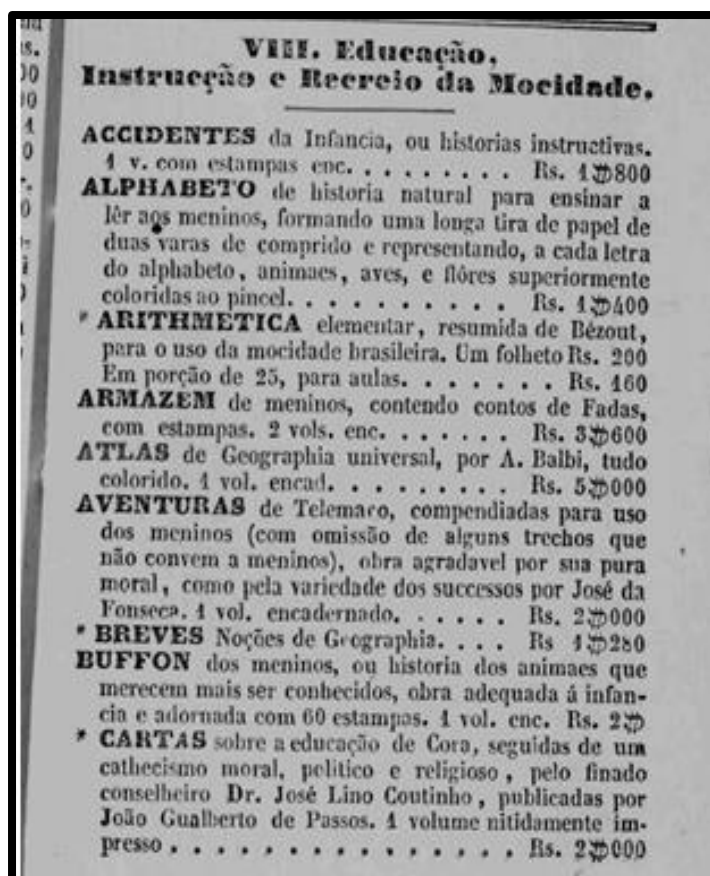 VIII. Educação,
Instrucção e Recreio da Mocidade.
ACCIDENTES da Infancia, ou historias instructivas.
1 v. com estampas enc. . . . . . . . . . Rs. 1$800
ALPHABETO de historia natural para ensinar a
lêr aos meninos, formando uma longa tira de papel de
duas varas de comprido e representando, a cada letra
do alphabeto, animaes, aves, e flôres superiormente
coloridas ao pincel. . . . . . . . . . . Rs. 1$400
* ARITHMETICA elementar, resumida de Bézout,
para o uso da mocidade brasileira. Um folheto Rs. 200
Em porção de 25, para aulas. . . . . . . Rs. 160
ARMAZEM de meninos, contendo contos de Fadas,
com estampas. 2 vols. enc. . . . . . . . Rs. 3$600
ATLAS de Geographia universal, por A. Balbi, tudo
colorido. 1 vol. encad. . . . . . . . . . Rs. 5$000
AVENTURAS de Telemaco, compendiadas para uso
dos meninos (com omissão de alguns trechos que
não convem a meninos), obra agradavel por sua pura
moral, como pela variedade dos successos por José da
Fonseca. 1 vol. encadernado. . . . . . Rs. 2$000
* BREVES Noções de Geographia. . . . Rs 1$280
BUFFON dos meninos, ou historia dos animaes que
merecem mais ser conhecidos, obra adequada á infan-
cia e adornada com 60 estampas. 1 vol. enc. Rs. 2$
* CARTAS sobre a educação de Cora, seguidas de um
cathecismo moral, politico e religioso, pelo finado
conselheiro Dr. José Lino Coutinho, publicadas por
João Gualberto de Passos. 1 volume nitidamente im-
presso . . . . . . . . . . . . . . . . Rs. 2$000